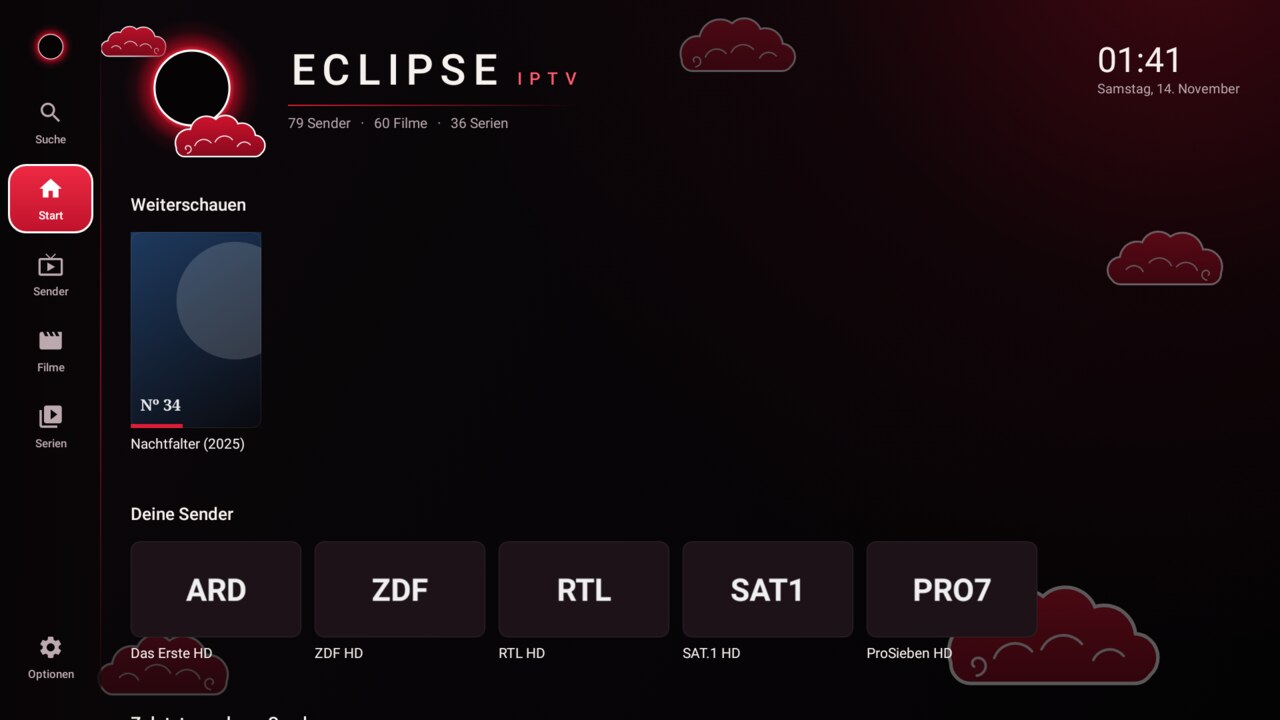 ECLIPSE IPTV
79 Sender · 60 Filme · 36 Serien
01:41
Samstag, 14. November
Suche
Start
Sender
Filme
Serien
Optionen
Weiterschauen
Nº 34
Nachtfalter (2025)
Deine Sender
ARD
ZDF
RTL
SAT1
PRO7
Das Erste HD
ZDF HD
RTL HD
SAT.1 HD
ProSieben HD